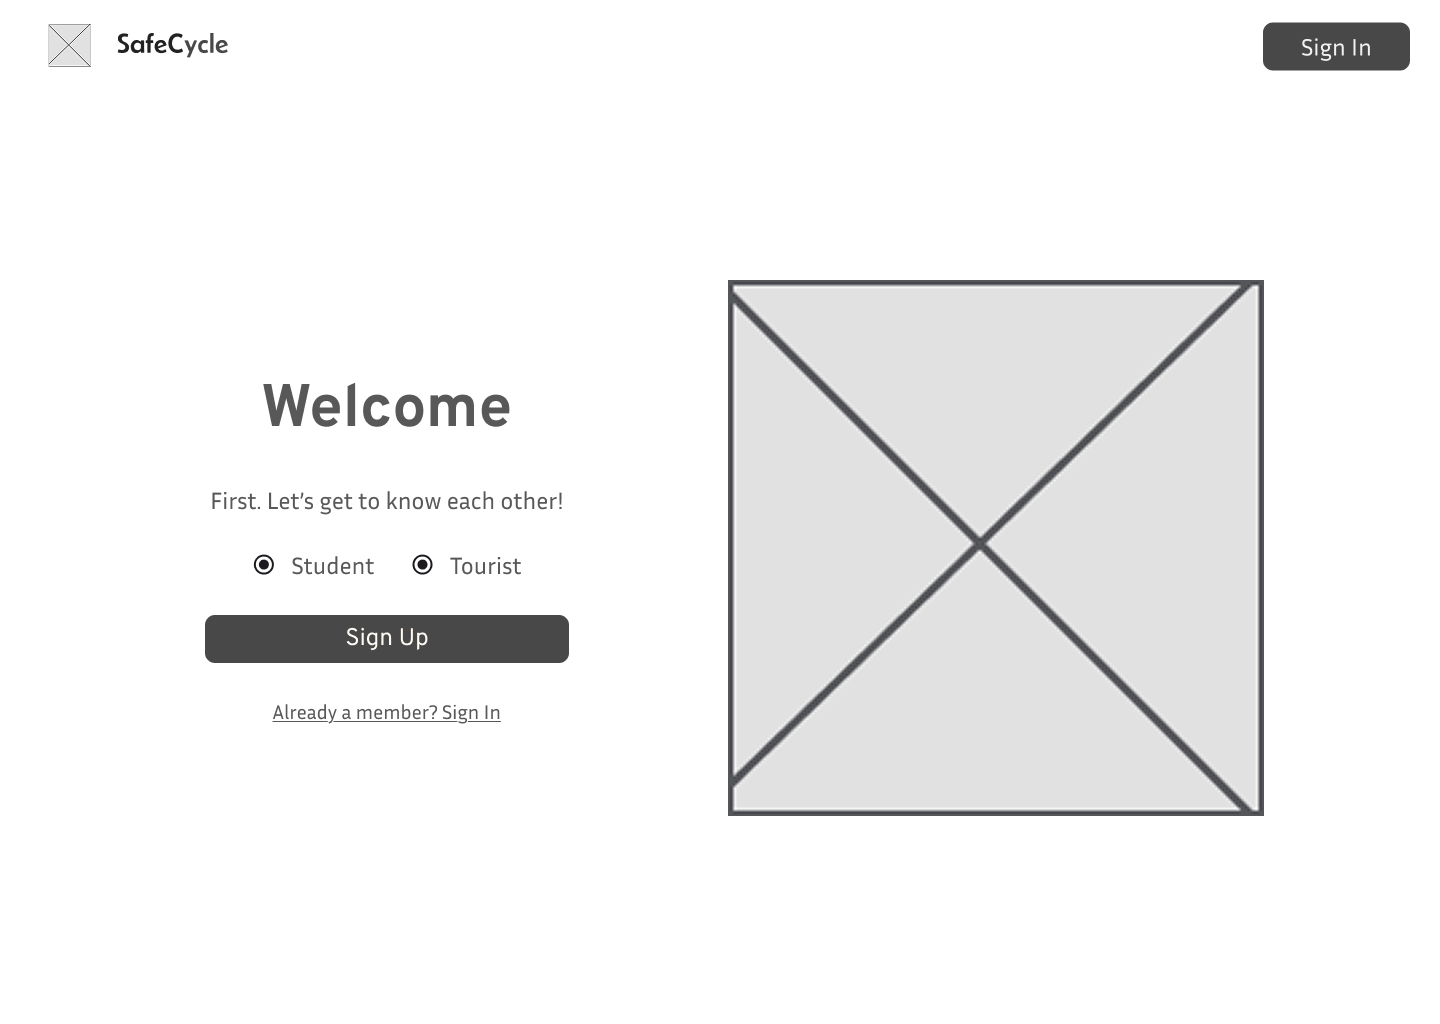 SafeCycle
Sign In
Welcome
First. Let's get to know each other!
Student Tourist
Sign Up
Already a member? Sign In